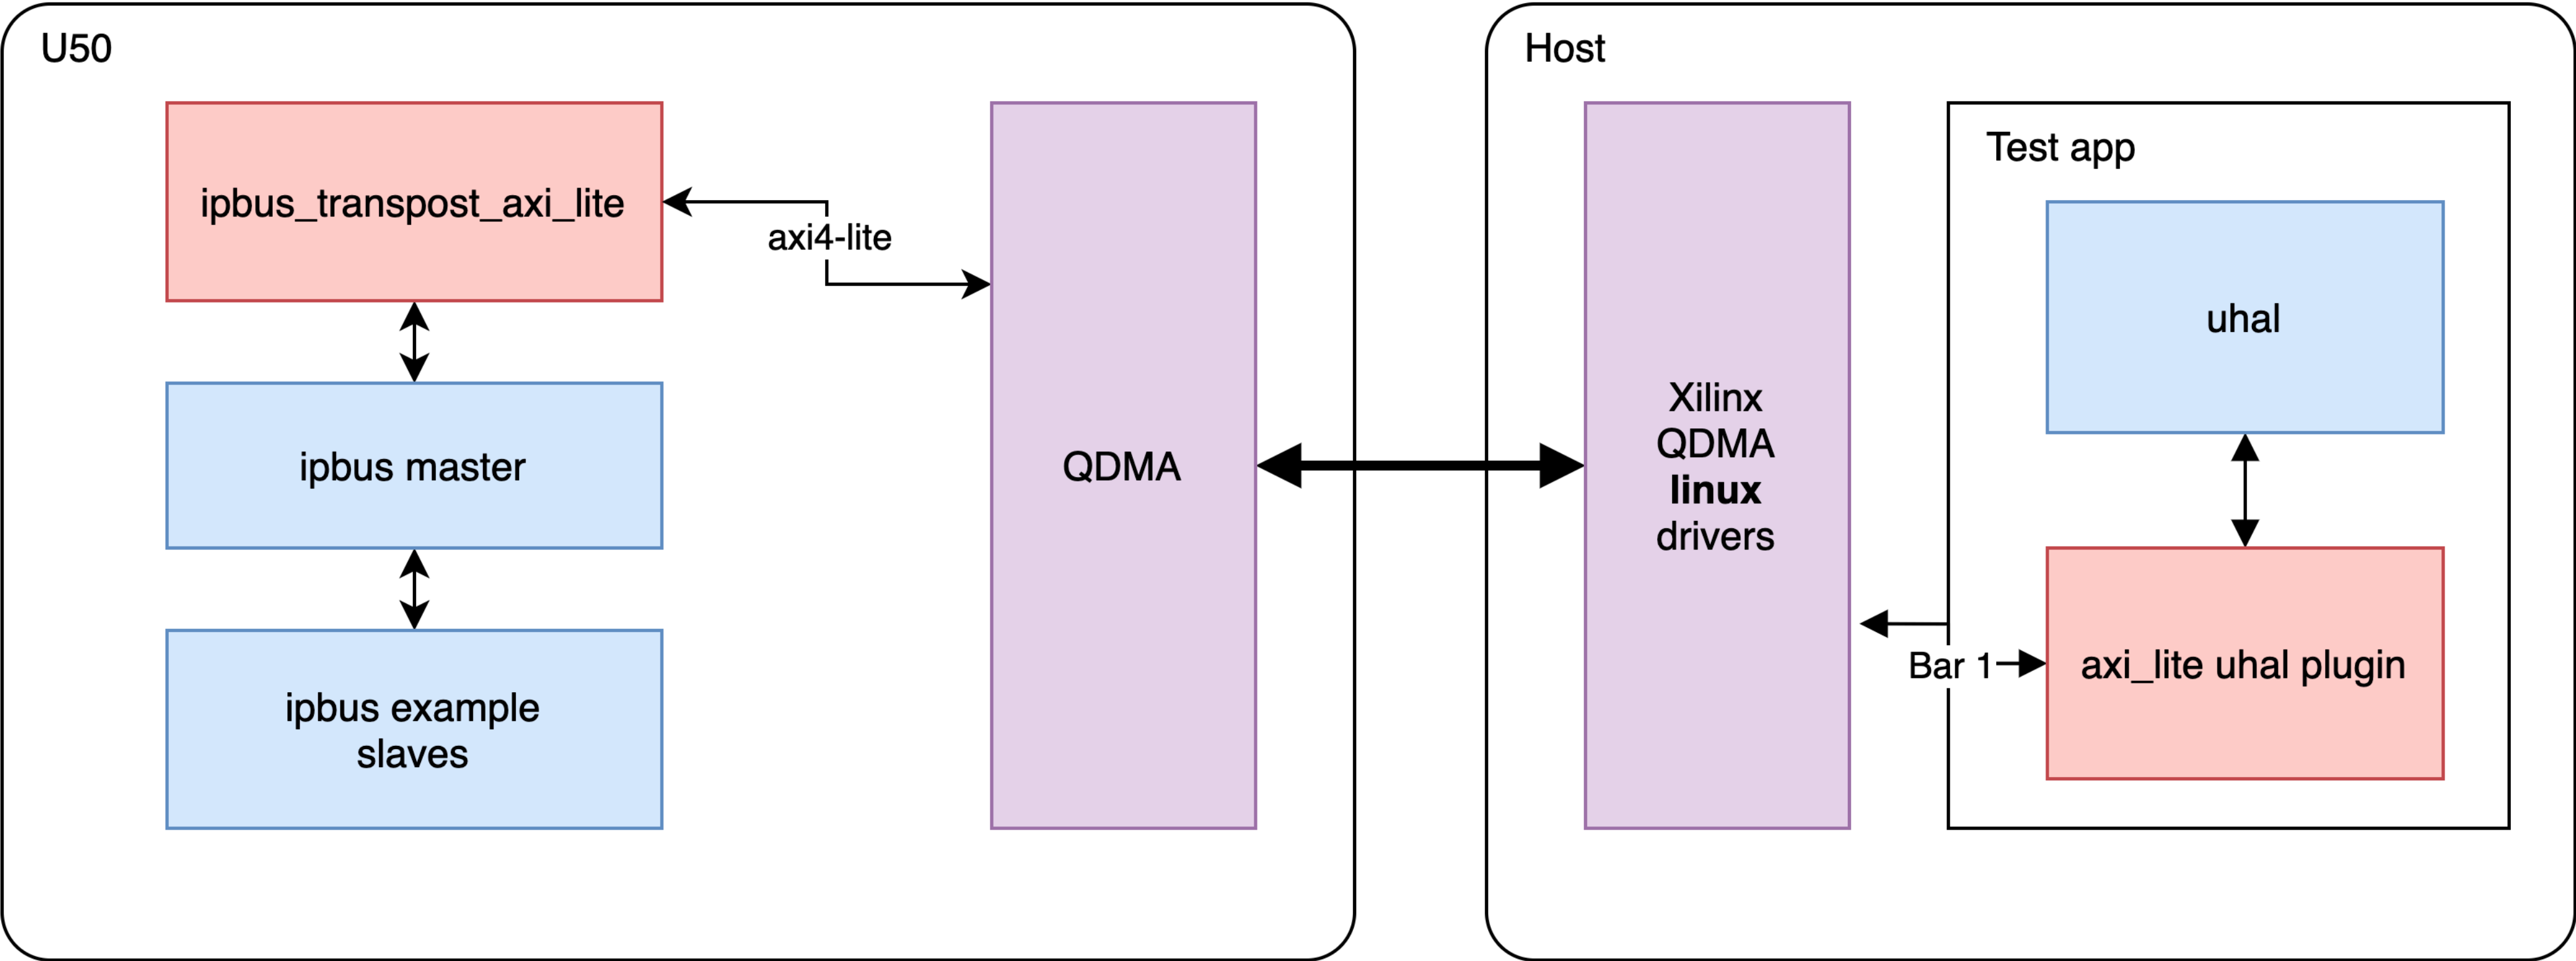 U50
ipbus_transpost_axi_lite
axi4-lite
ipbus master
ipbus example
slaves
QDMA
Host
Xilinx
QDMA
linux
drivers
Test app
uhal
Bar 1
axi_lite uhal plugin